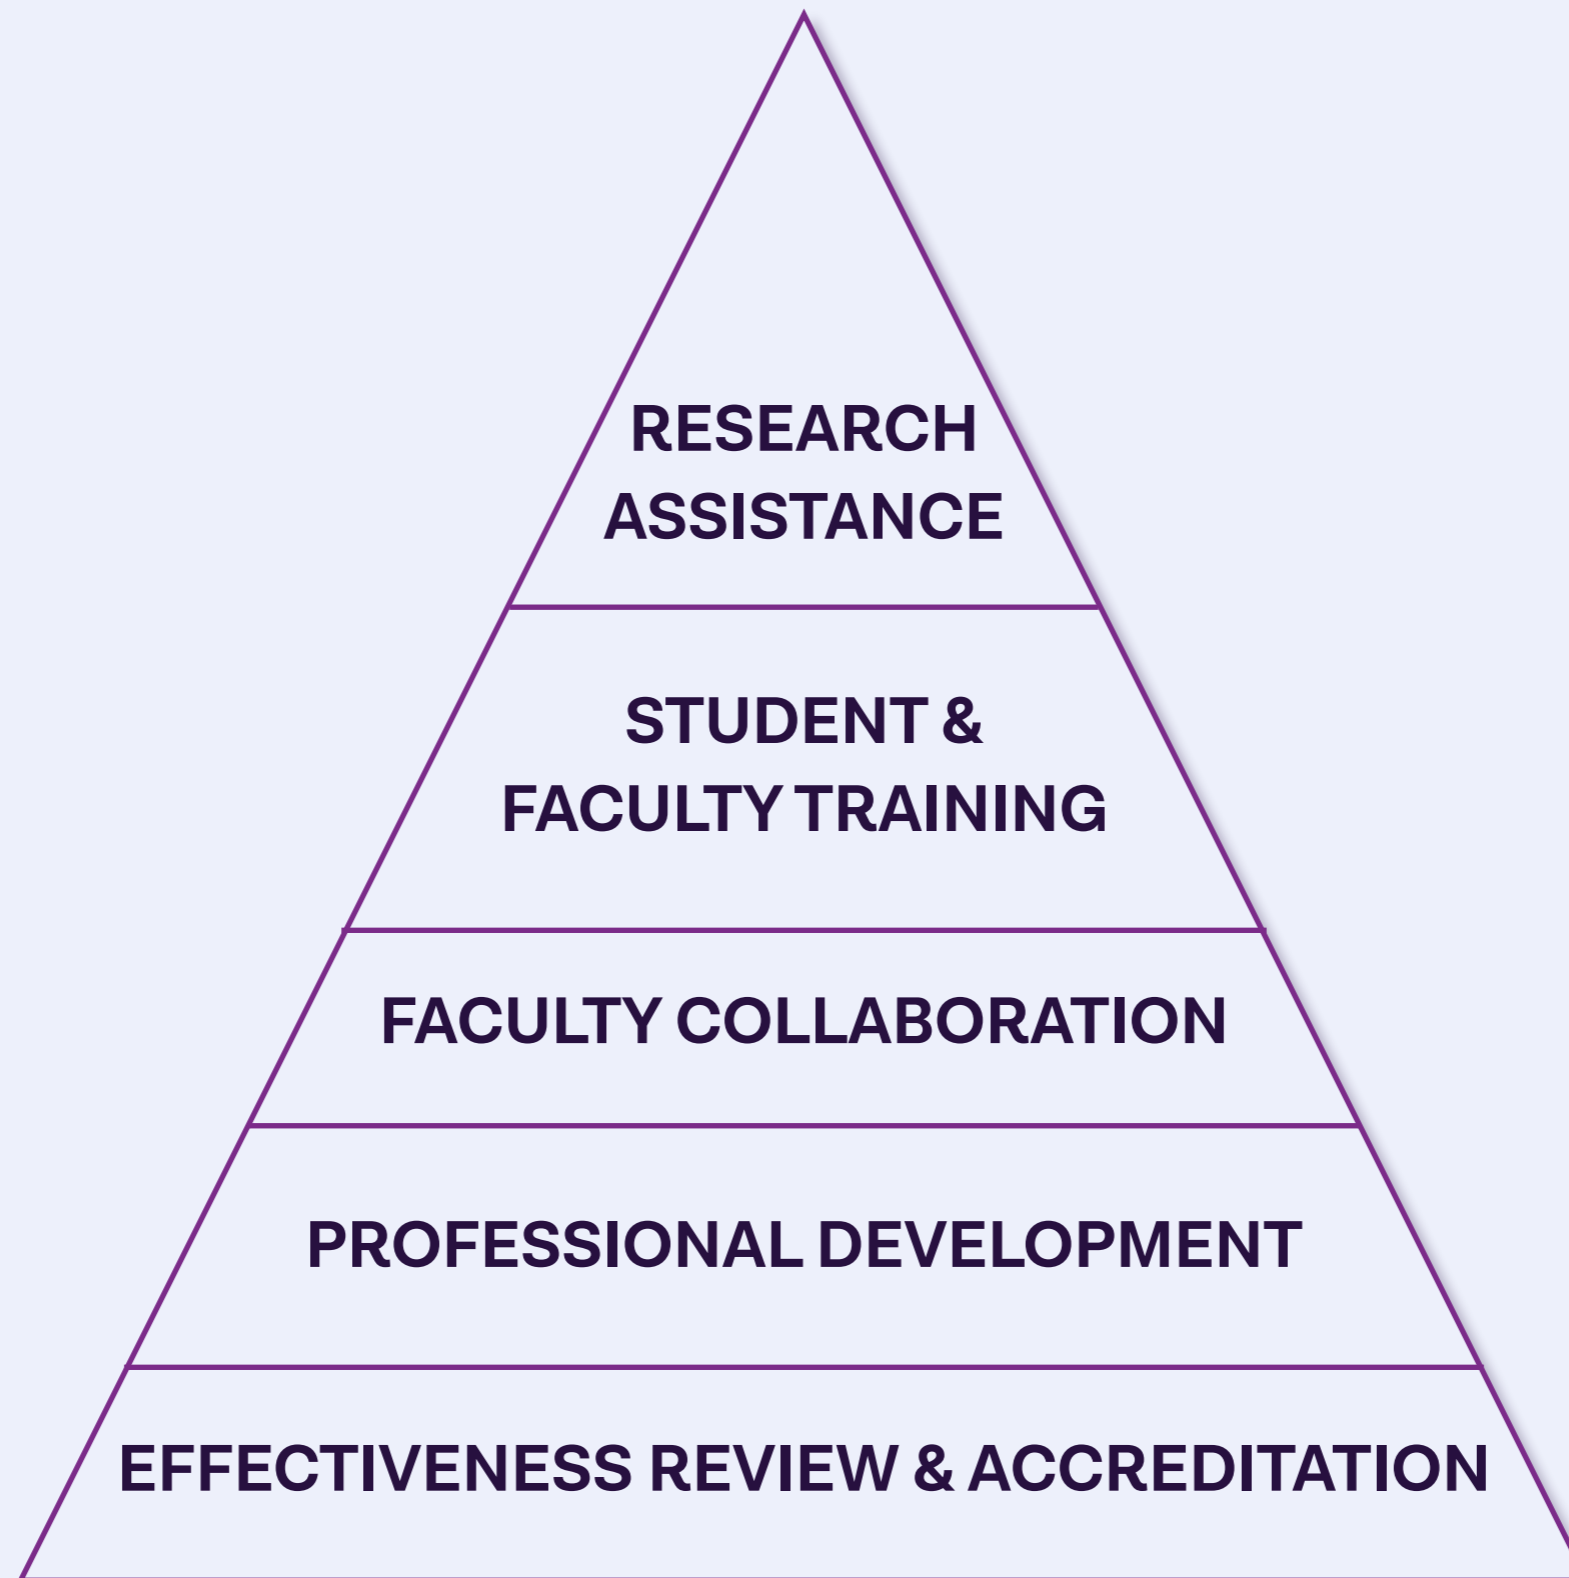 RESEARCH
ASSISTANCE
STUDENT &
FACULTY TRAINING
FACULTY COLLABORATION
PROFESSIONAL DEVELOPMENT
EFFECTIVENESS REVIEW & ACCREDITATION